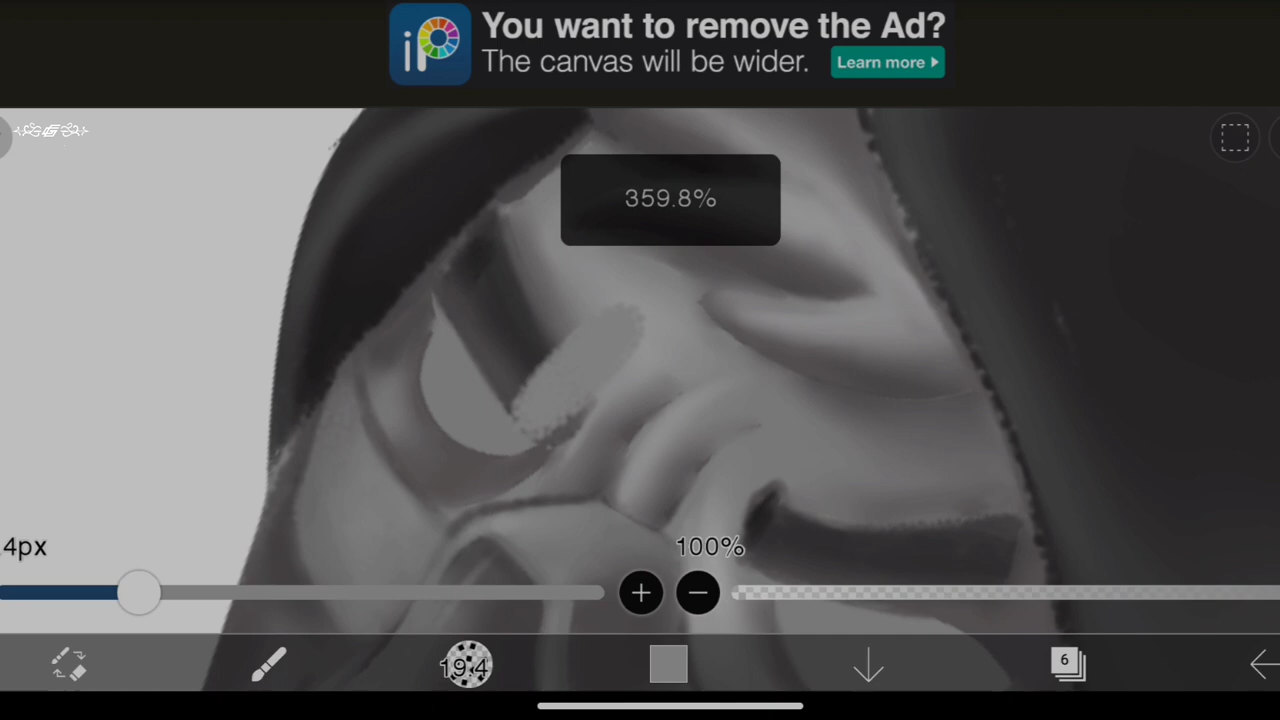 iP
You want to remove the Ad?
The canvas will be wider.
Learn more
359.8%
4px
100%
19.4
6